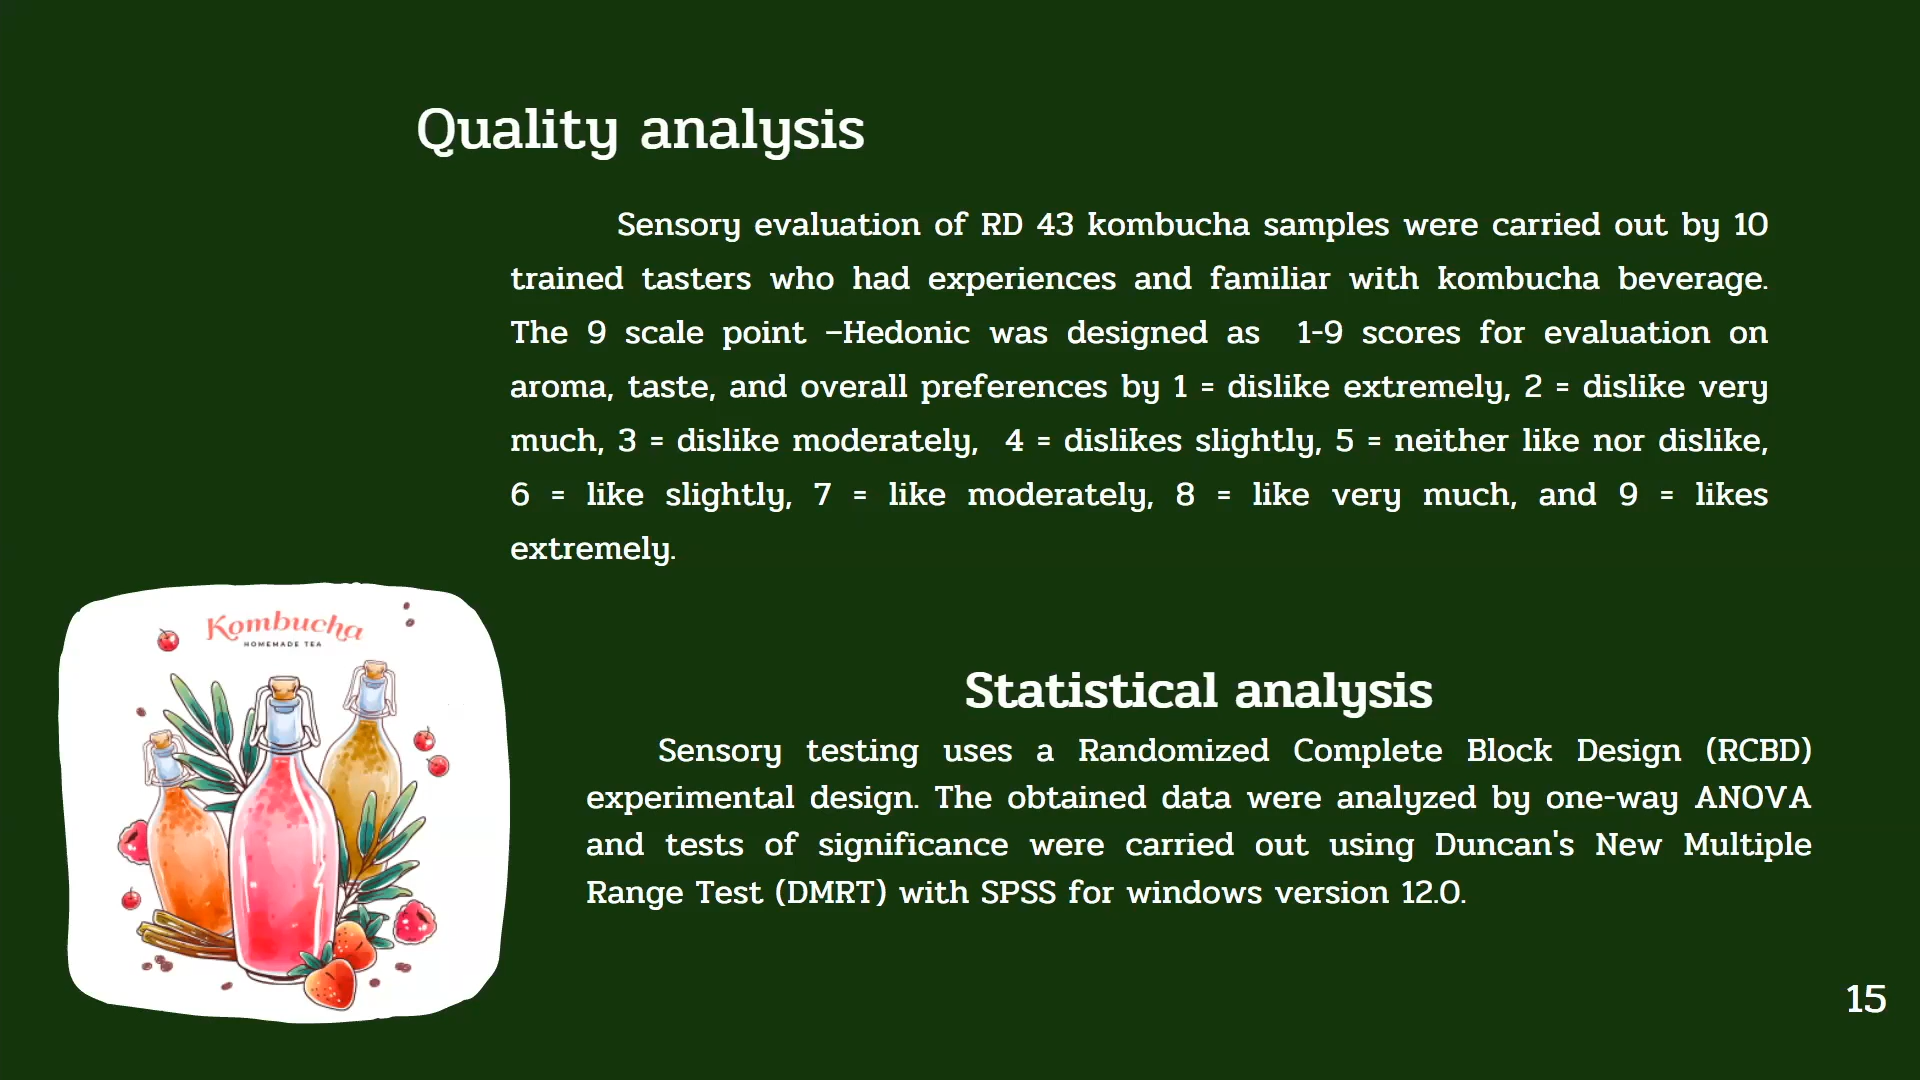 Quality analysis
Sensory evaluation of RD 43 kombucha samples were carried out by 10
trained tasters who had experiences and familiar with kombucha beverage.
The 9 scale point –Hedonic was designed as 1-9 scores for evaluation on
aroma, taste, and overall preferences by 1 = dislike extremely, 2 = dislike very
much, 3 = dislike moderately, 4 = dislikes slightly, 5 = neither like nor dislike,
6 = like slightly, 7 = like moderately, 8 = like very much, and 9 = likes
extremely.
Kombucha
HOMEMADE TEA
Statistical analysis
Sensory testing uses a Randomized Complete Block Design (RCBD)
experimental design. The obtained data were analyzed by one-way ANOVA
and tests of significance were carried out using Duncan's New Multiple
Range Test (DMRT) with SPSS for windows version 12.0.
15